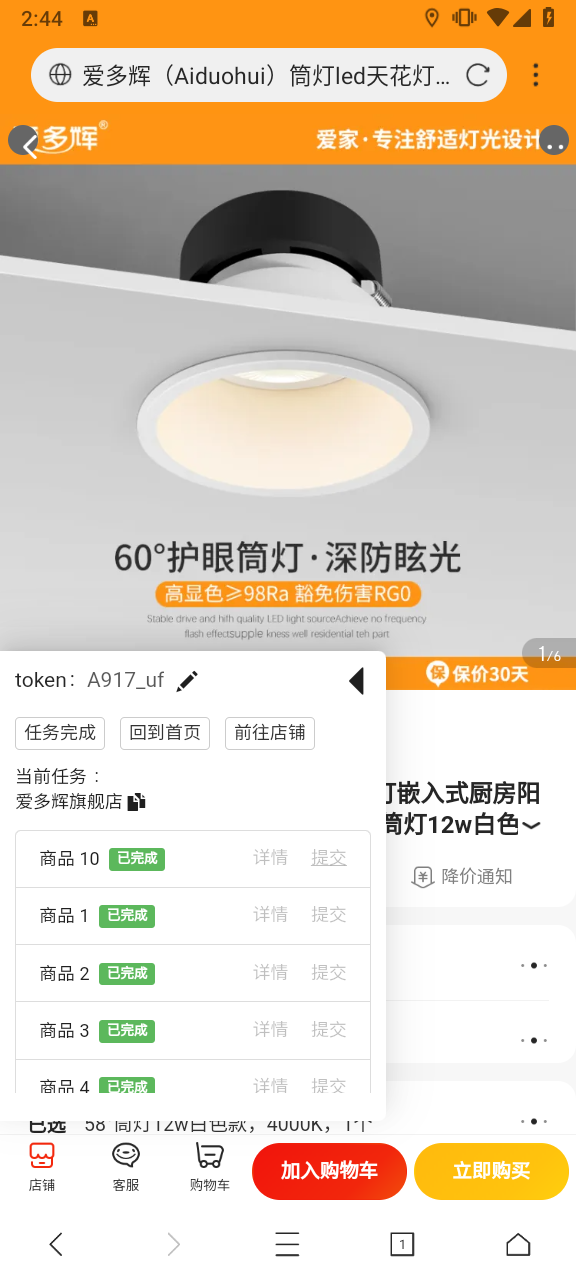 2:44
A
爱多辉（Aiduohui）筒灯led天花灯…
多辉®
爱家·专注舒适灯光设计
60°护眼筒灯·深防眩光
高显色≥98Ra 豁免伤害RG0
Stable drive and hith quality LED light sourceAchieve no frequency
flash effectsupple kness well residential teh part
1/6
保 保价30天
token： A917_uf
任务完成 回到首页 前往店铺
当前任务 ：
爱多辉旗舰店
灯嵌入式厨房阳
筒灯12w白色
降价通知
商品 10 已完成 详情 提交
商品 1 已完成 详情 提交
商品 2 已完成 详情 提交
商品 3 已完成 详情 提交
商品 4 已完成 详情 提交
已选 58 筒灯12w白色款，4000K，1个
店铺 客服 购物车 加入购物车 立即购买
1